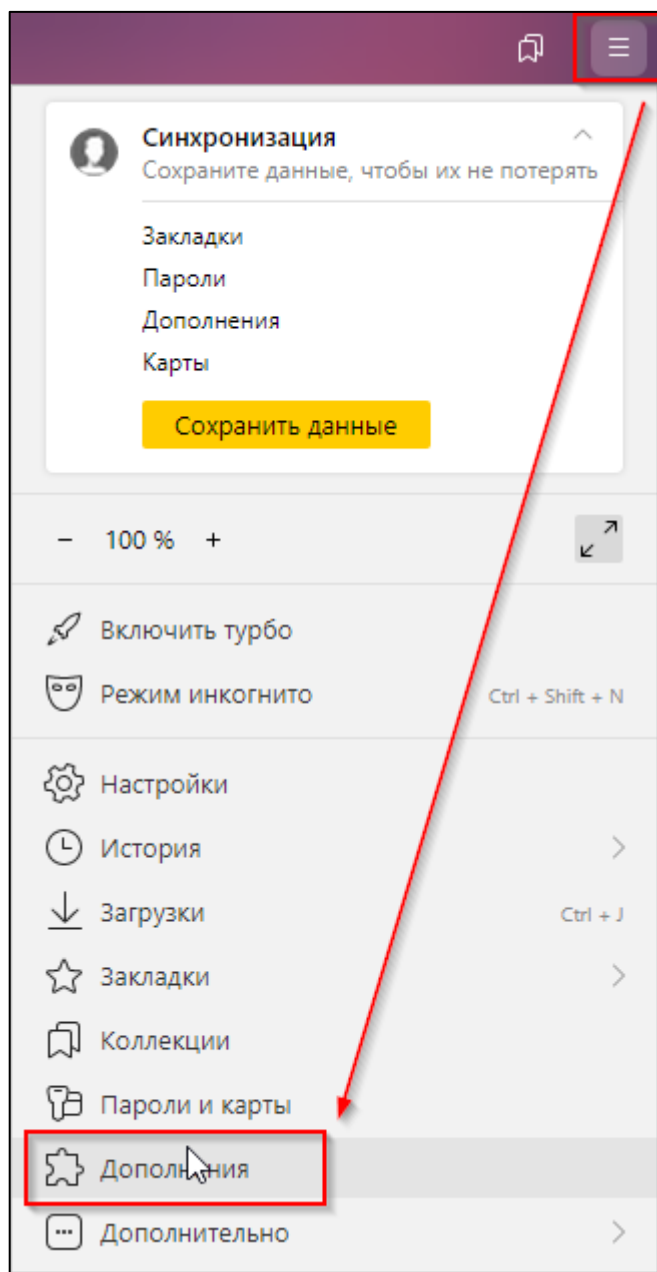 Синхронизация
Сохраните данные, чтобы их не потерять
Закладки
Пароли
Дополнения
Карты
Сохранить данные
− 100 % +
Включить турбо
Режим инкогнито Ctrl + Shift + N
Настройки
История
Загрузки Ctrl + J
Закладки
Коллекции
Пароли и карты
Дополнения
Дополнительно